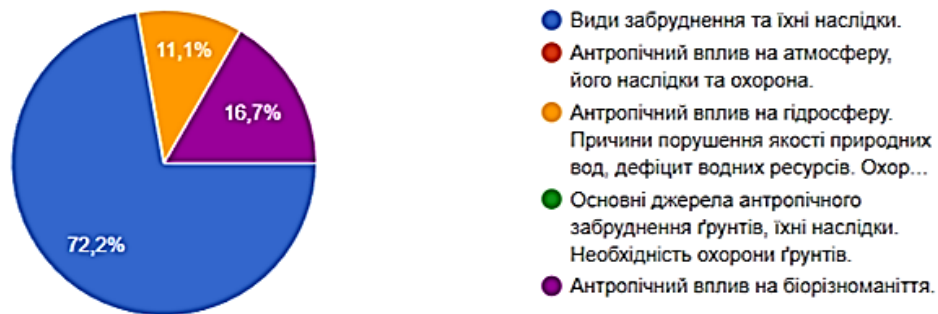 11,1%
16,7%
72,2%
Види забруднення та їхні наслідки.
Антропічний вплив на атмосферу,
його наслідки та охорона.
Антропічний вплив на гідросферу.
Причини порушення якості природних
вод, дефіцит водних ресурсів. Охор...
Основні джерела антропічного
забруднення ґрунтів, їхні наслідки.
Необхідність охорони ґрунтів.
Антропічний вплив на біорізноманіття.